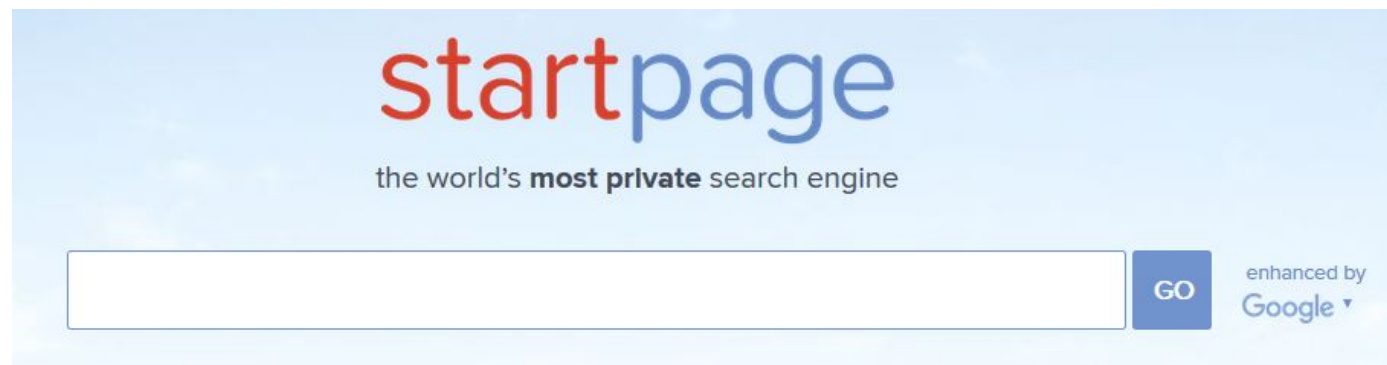 startpage
the world's most private search engine
GO
enhanced by
Google